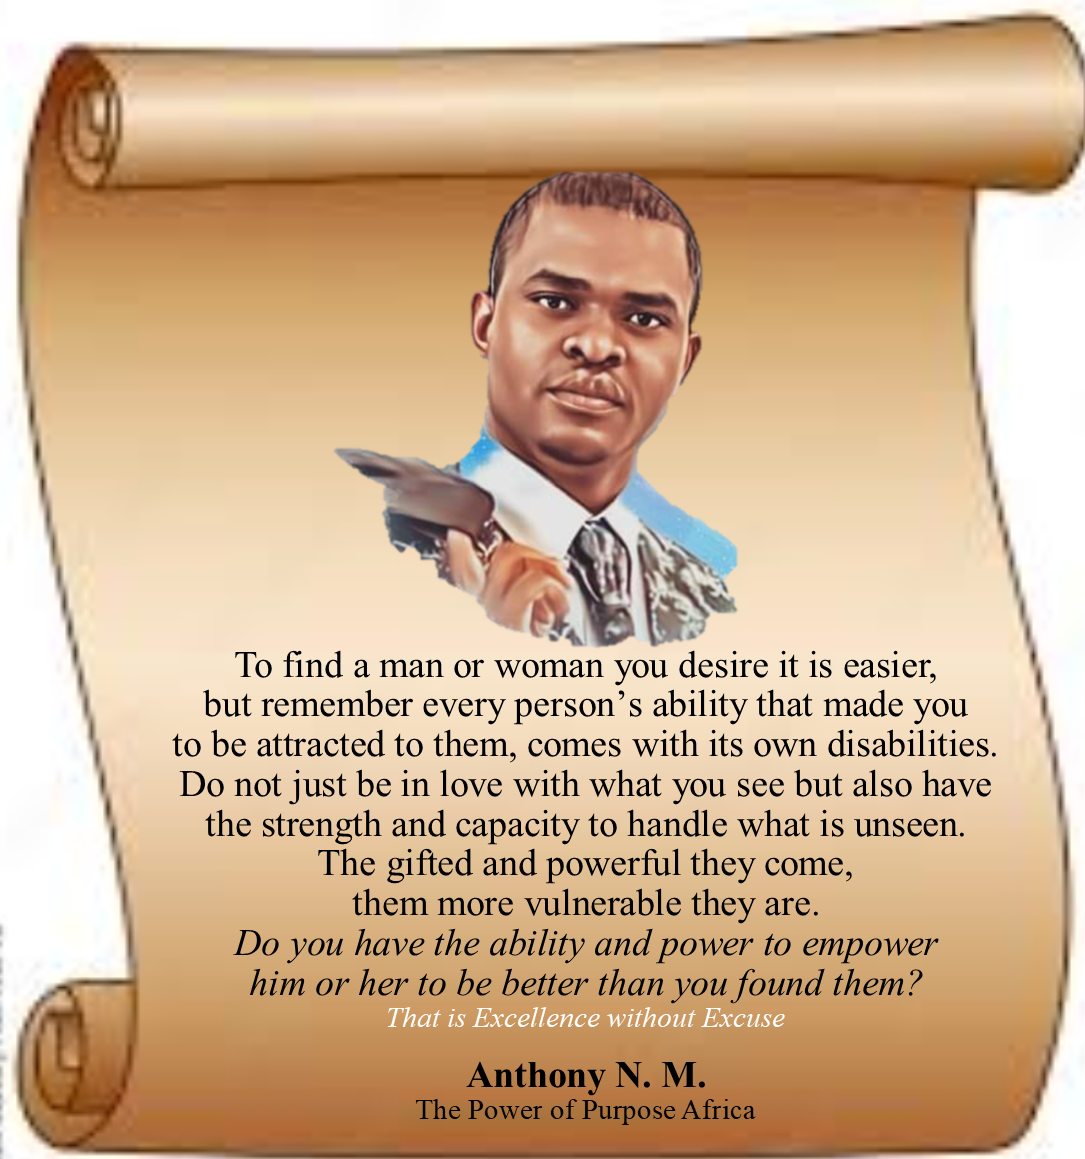 To find a man or woman you desire it is easier,
but remember every person’s ability that made you
to be attracted to them, comes with its own disabilities.
Do not just be in love with what you see but also have
the strength and capacity to handle what is unseen.
The gifted and powerful they come,
them more vulnerable they are.
Do you have the ability and power to empower
him or her to be better than you found them?
That is Excellence without Excuse
Anthony N. M.
The Power of Purpose Africa